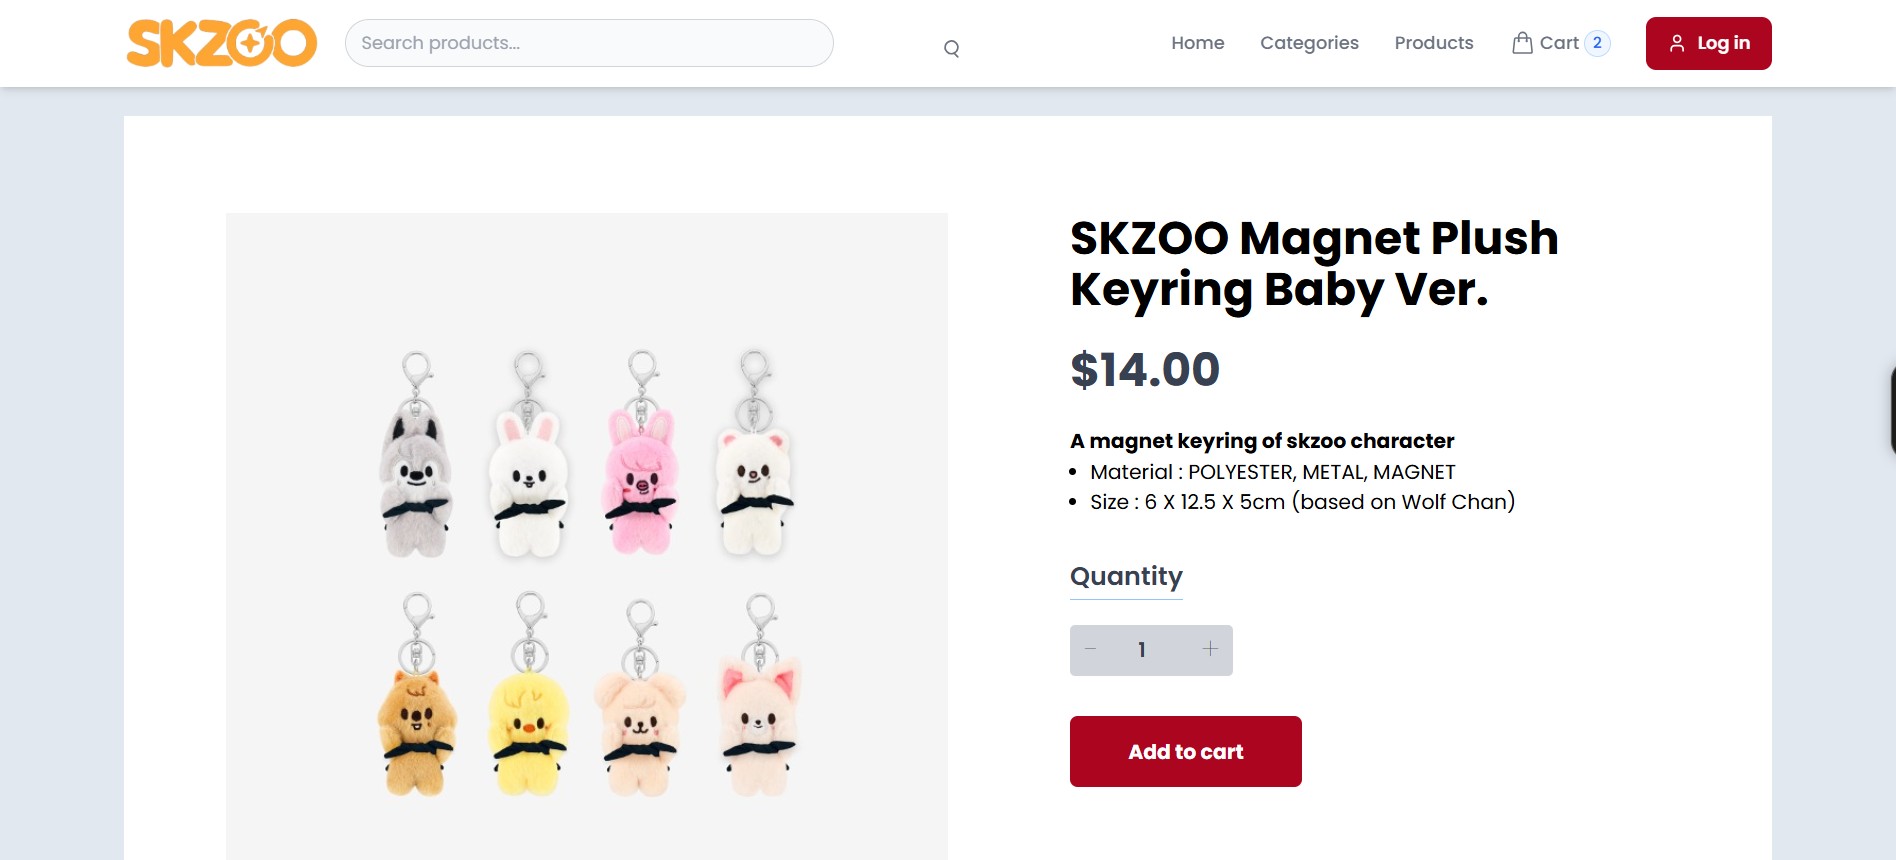 SKZOO
Search products...
Home
Categories
Products
Cart 2
Log in
SKZOO Magnet Plush
Keyring Baby Ver.
$14.00
A magnet keyring of skzoo character
• Material : POLYESTER, METAL, MAGNET
• Size : 6 X 12.5 X 5cm (based on Wolf Chan)
Quantity
− 1 +
Add to cart